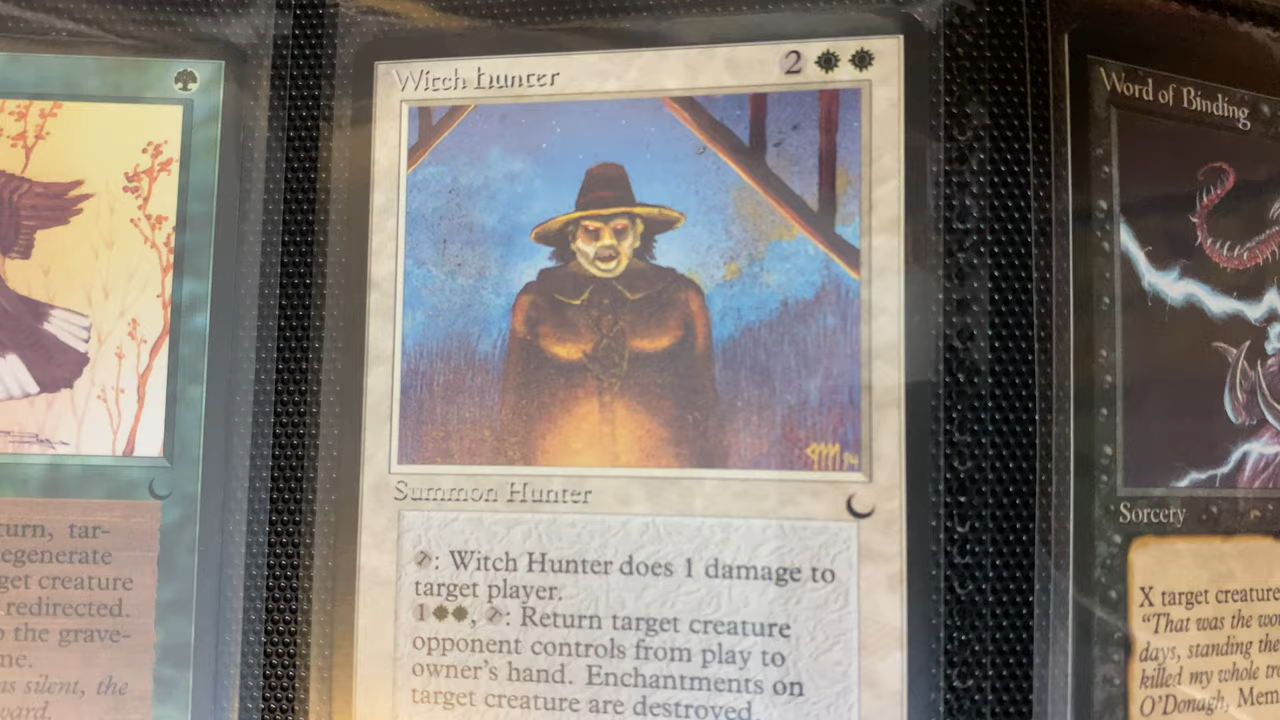 Witch Hunter
2
Summon Hunter
: Witch Hunter does 1 damage to
target player.
1 , : Return target creature
opponent controls from play to
owner's hand. Enchantments on
target creature are destroyed.
turn, tar-
egenerate
get creature
redirected.
the grave-
me.
silent, the
ward.
Word of Binding
Sorcery
X target creature
"That was the wor
days, standing the
killed my whole tr
O'Donagh, Mem